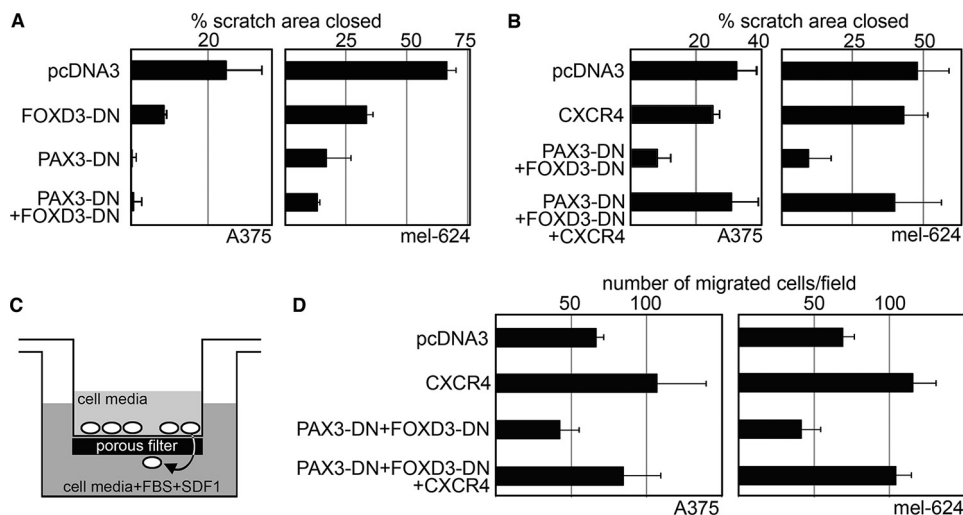 A
% scratch area closed
20
25
50
75
pcDNA3
FOXD3-DN
PAX3-DN
PAX3-DN
+FOXD3-DN
A375
mel-624
B
% scratch area closed
20
40
25
50
pcDNA3
CXCR4
PAX3-DN
+FOXD3-DN
PAX3-DN
+FOXD3-DN
+CXCR4
A375
mel-624
C
cell media
porous filter
cell media+FBS+SDF1
D
number of migrated cells/field
50
100
50
100
pcDNA3
CXCR4
PAX3-DN+FOXD3-DN
PAX3-DN+FOXD3-DN
+CXCR4
A375
mel-624